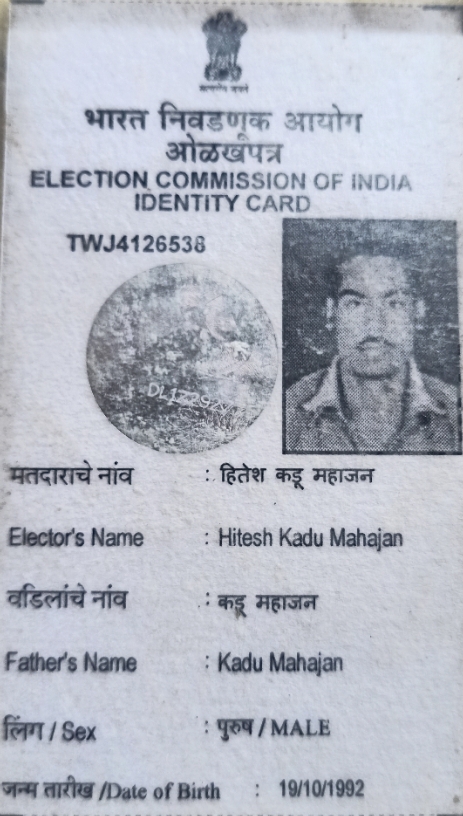 भारत निवडणूक आयोग
ओळखपत्र
ELECTION COMMISSION OF INDIA
IDENTITY CARD
TWJ4126538
मतदाराचे नांव : हितेश कडू महाजन
Elector's Name : Hitesh Kadu Mahajan
वडिलांचे नांव : कडू महाजन
Father's Name : Kadu Mahajan
लिंग / Sex : पुरुष / MALE
जन्म तारीख /Date of Birth : 19/10/1992